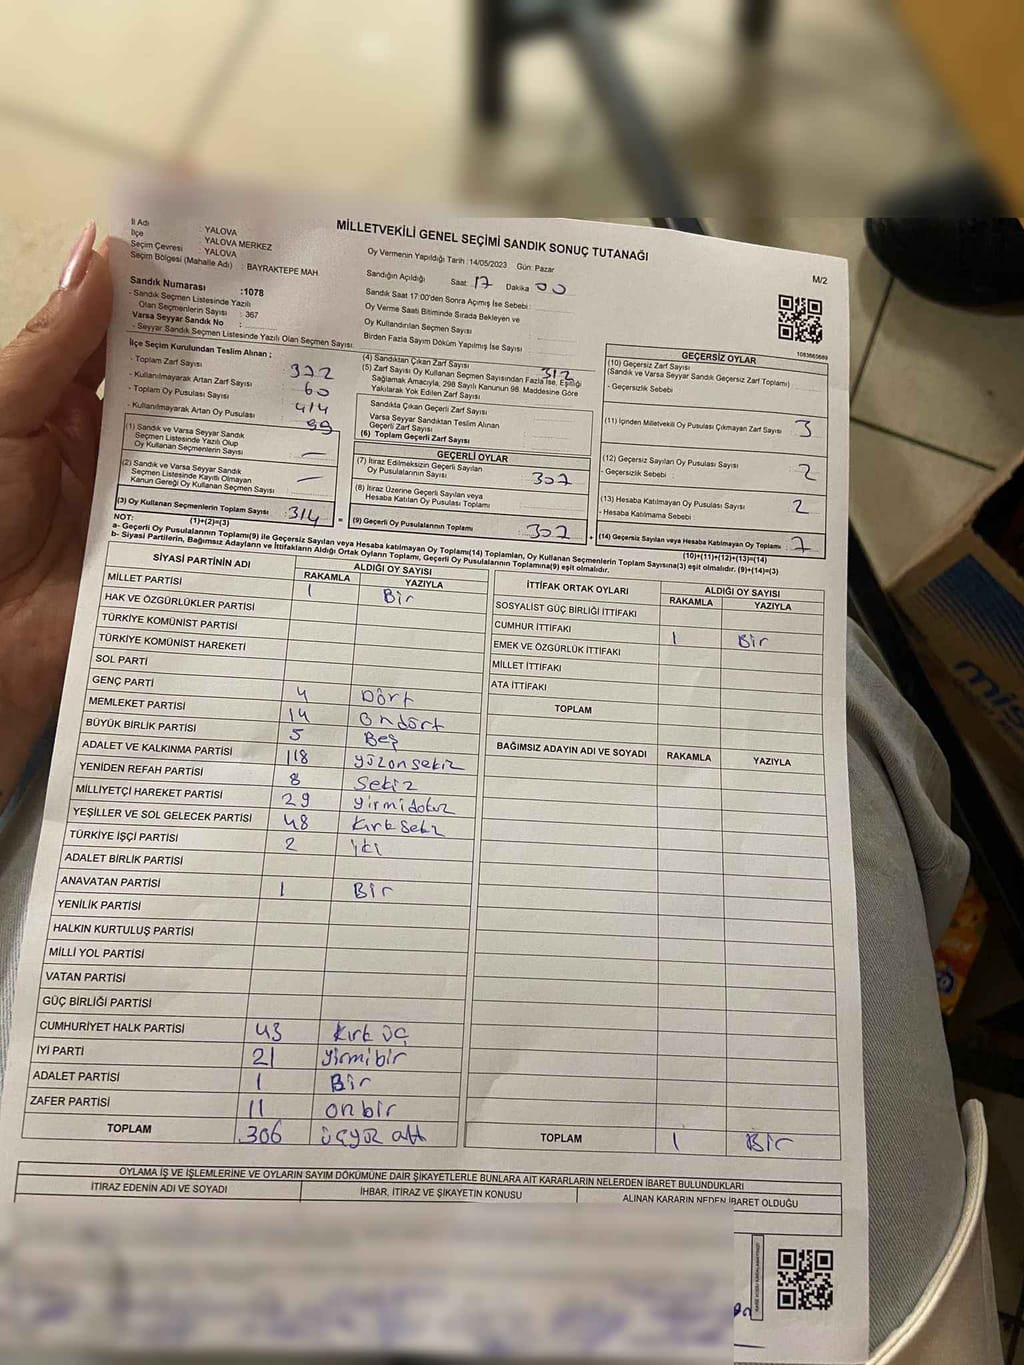 MİLLETVEKİLİ GENEL SEÇİMİ SANDIK SONUÇ TUTANAĞI
M/2
İl Adı : YALOVA
İlçe : YALOVA MERKEZ
Seçim Çevresi : YALOVA
Seçim Bölgesi (Mahalle Adı) : BAYRAKTEPE MAH.
Sandık Numarası :1078
- Sandık Seçmen Listesinde Yazılı
Olan Seçmenlerin Sayısı : 367
Varsa Seyyar Sandık No :
- Seyyar Sandık Seçmen Listesinde Yazılı Olan Seçmen Sayısı:
Oy Vermenin Yapıldığı Tarih :14/05/2023 Gün: Pazar
Sandığın Açıldığı Saat 17 Dakika 00
Sandık Saat 17:00'den Sonra Açımış İse Sebebi :
Oy Verme Saati Bitiminde Sırada Bekleyen ve
Oy Kullandırılan Seçmen Sayısı
Birden Fazla Sayım Döküm Yapılmış İse Sayısı :
1083665689
İlçe Seçim Kurulundan Teslim Alınan ;
- Toplam Zarf Sayısı 372
- Kullanılmayarak Artan Zarf Sayısı 60
- Toplam Oy Pusulası Sayısı 414
- Kullanılmayarak Artan Oy Pusulası 99
(1) Sandık ve Varsa Seyyar Sandık
Seçmen Listesinde Yazılı Olup
Oy Kullanan Seçmenlerin Sayısı —
(2) Sandık ve Varsa Seyyar Sandık
Seçmen Listesinde Kayıtlı Olmayan
Kanun Gereği Oy Kullanan Seçmen Sayısı —
(3) Oy Kullanan Seçmenlerin Toplam Sayısı : 314
(1)+(2)=(3)
(4) Sandıktan Çıkan Zarf Sayısı 312
(5) Zarf Sayısı Oy Kullanan Seçmen Sayısından Fazla İse, Eşitliği
Sağlamak Amacıyla, 298 Sayılı Kanunun 98. Maddesine Göre
Yakılarak Yok Edilen Zarf Sayısı
Sandıkta Çıkan Geçerli Zarf Sayısı
Varsa Seyyar Sandıktan Teslim Alınan
Geçerli Zarf Sayısı
(6) Toplam Geçerli Zarf Sayısı
GEÇERLİ OYLAR
(7) İtiraz Edilmeksizin Geçerli Sayılan
Oy Pusulalarının Sayısı 307
(8) İtiraz Üzerine Geçerli Sayılan veya
Hesaba Katılan Oy Pusulası Toplamı
(9) Geçerli Oy Pusulalarının Toplamı 307
GEÇERSİZ OYLAR
(10) Geçersiz Zarf Sayısı
(Sandık ve Varsa Seyyar Sandık Geçersiz Zarf Toplamı)
- Geçersizlik Sebebi
(11) İçinden Milletvekili Oy Pusulası Çıkmayan Zarf Sayısı 3
(12) Geçersiz Sayılan Oy Pusulası Sayısı 2
- Geçersizlik Sebebi
(13) Hesaba Katılmayan Oy Pusulası Sayısı 2
- Hesaba Katılmama Sebebi
(14) Geçersiz Sayılan veya Hesaba Katılmayan Oy Toplamı 7
(10)+(11)+(12)+(13)=(14)
NOT:
a- Geçerli Oy Pusulalarının Toplamı(9) ile Geçersiz Sayılan veya Hesaba katılmayan Oy Toplamı(14) Toplamları, Oy Kullanan Seçmenlerin Toplam Sayısına(3) eşit olmalıdır. (9)+(14)=(3)
b- Siyasi Partilerin, Bağımsız Adayların ve İttifakların Aldığı Ortak Oyların Toplamı, Geçerli Oy Pusulalarının Toplamına(9) eşit olmalıdır.
SİYASİ PARTİNİN ADI ALDIĞI OY SAYISI
RAKAMLA YAZIYLA
MİLLET PARTİSİ 1 Bir
HAK VE ÖZGÜRLÜKLER PARTİSİ
TÜRKİYE KOMÜNİST PARTİSİ
TÜRKİYE KOMÜNİST HAREKETİ
SOL PARTİ
GENÇ PARTİ 4 Dört
MEMLEKET PARTİSİ 14 Ondört
BÜYÜK BİRLİK PARTİSİ 5 Beş
ADALET VE KALKINMA PARTİSİ 118 yüzonsekiz
YENİDEN REFAH PARTİSİ 8 Sekiz
MİLLİYETÇİ HAREKET PARTİSİ 29 yirmidokuz
YEŞİLLER VE SOL GELECEK PARTİSİ 48 Kırksekiz
TÜRKİYE İŞÇİ PARTİSİ 2 iki
ADALET BİRLİK PARTİSİ
ANAVATAN PARTİSİ 1 Bir
YENİLİK PARTİSİ
HALKIN KURTULUŞ PARTİSİ
MİLLİ YOL PARTİSİ
VATAN PARTİSİ
GÜÇ BİRLİĞİ PARTİSİ
CUMHURİYET HALK PARTİSİ 43 Kırk üç
İYİ PARTİ 21 yirmibir
ADALET PARTİSİ 1 Bir
ZAFER PARTİSİ 11 onbir
TOPLAM 306 üçyüz altı
İTTİFAK ORTAK OYLARI ALDIĞI OY SAYISI
RAKAMLA YAZIYLA
SOSYALİST GÜÇ BİRLİĞİ İTTİFAKI
CUMHUR İTTİFAKI 1 Bir
EMEK VE ÖZGÜRLÜK İTTİFAKI
MİLLET İTTİFAKI
ATA İTTİFAKI
TOPLAM
BAĞIMSIZ ADAYIN ADI VE SOYADI RAKAMLA YAZIYLA
TOPLAM 1 Bir
OYLAMA İŞ VE İŞLEMLERİNE VE OYLARIN SAYIM DÖKÜMÜNE DAİR ŞİKAYETLERLE BUNLARA AİT KARARLARIN NELERDEN İBARET BULUNDUKLARI
İTİRAZ EDENİN ADI VE SOYADI İHBAR, İTİRAZ VE ŞİKAYETİN KONUSU ALINAN KARARIN NEDEN İBARET OLDUĞU